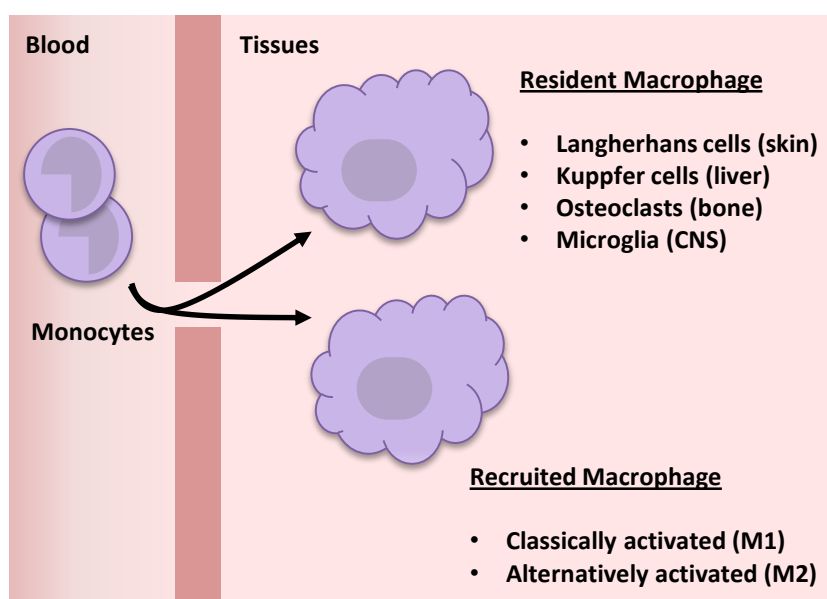 Blood
Tissues
Resident Macrophage
• Langherhans cells (skin)
• Kuppfer cells (liver)
• Osteoclasts (bone)
• Microglia (CNS)
Monocytes
Recruited Macrophage
• Classically activated (M1)
• Alternatively activated (M2)